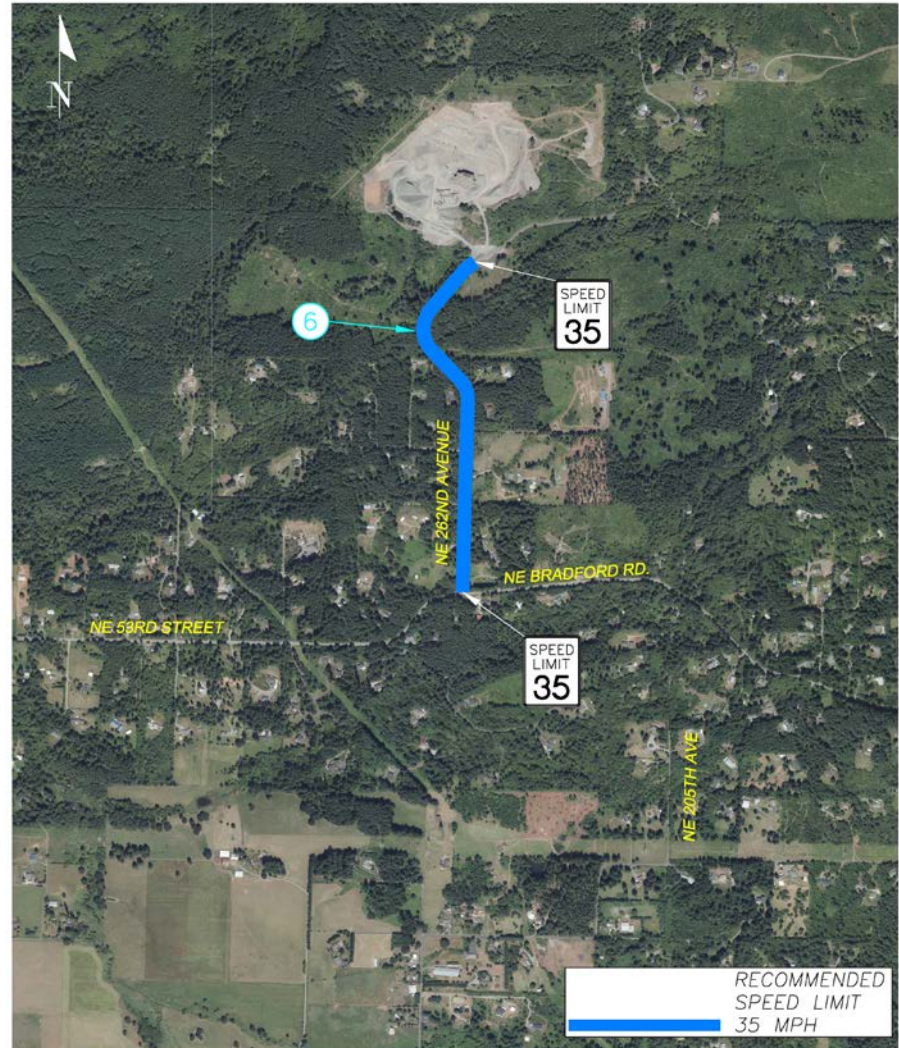 N
SPEED
LIMIT
35
6
NE 262ND AVENUE
NE BRADFORD RD.
NE 53RD STREET
SPEED
LIMIT
35
NE 205TH AVE
RECOMMENDED
SPEED LIMIT
35 MPH